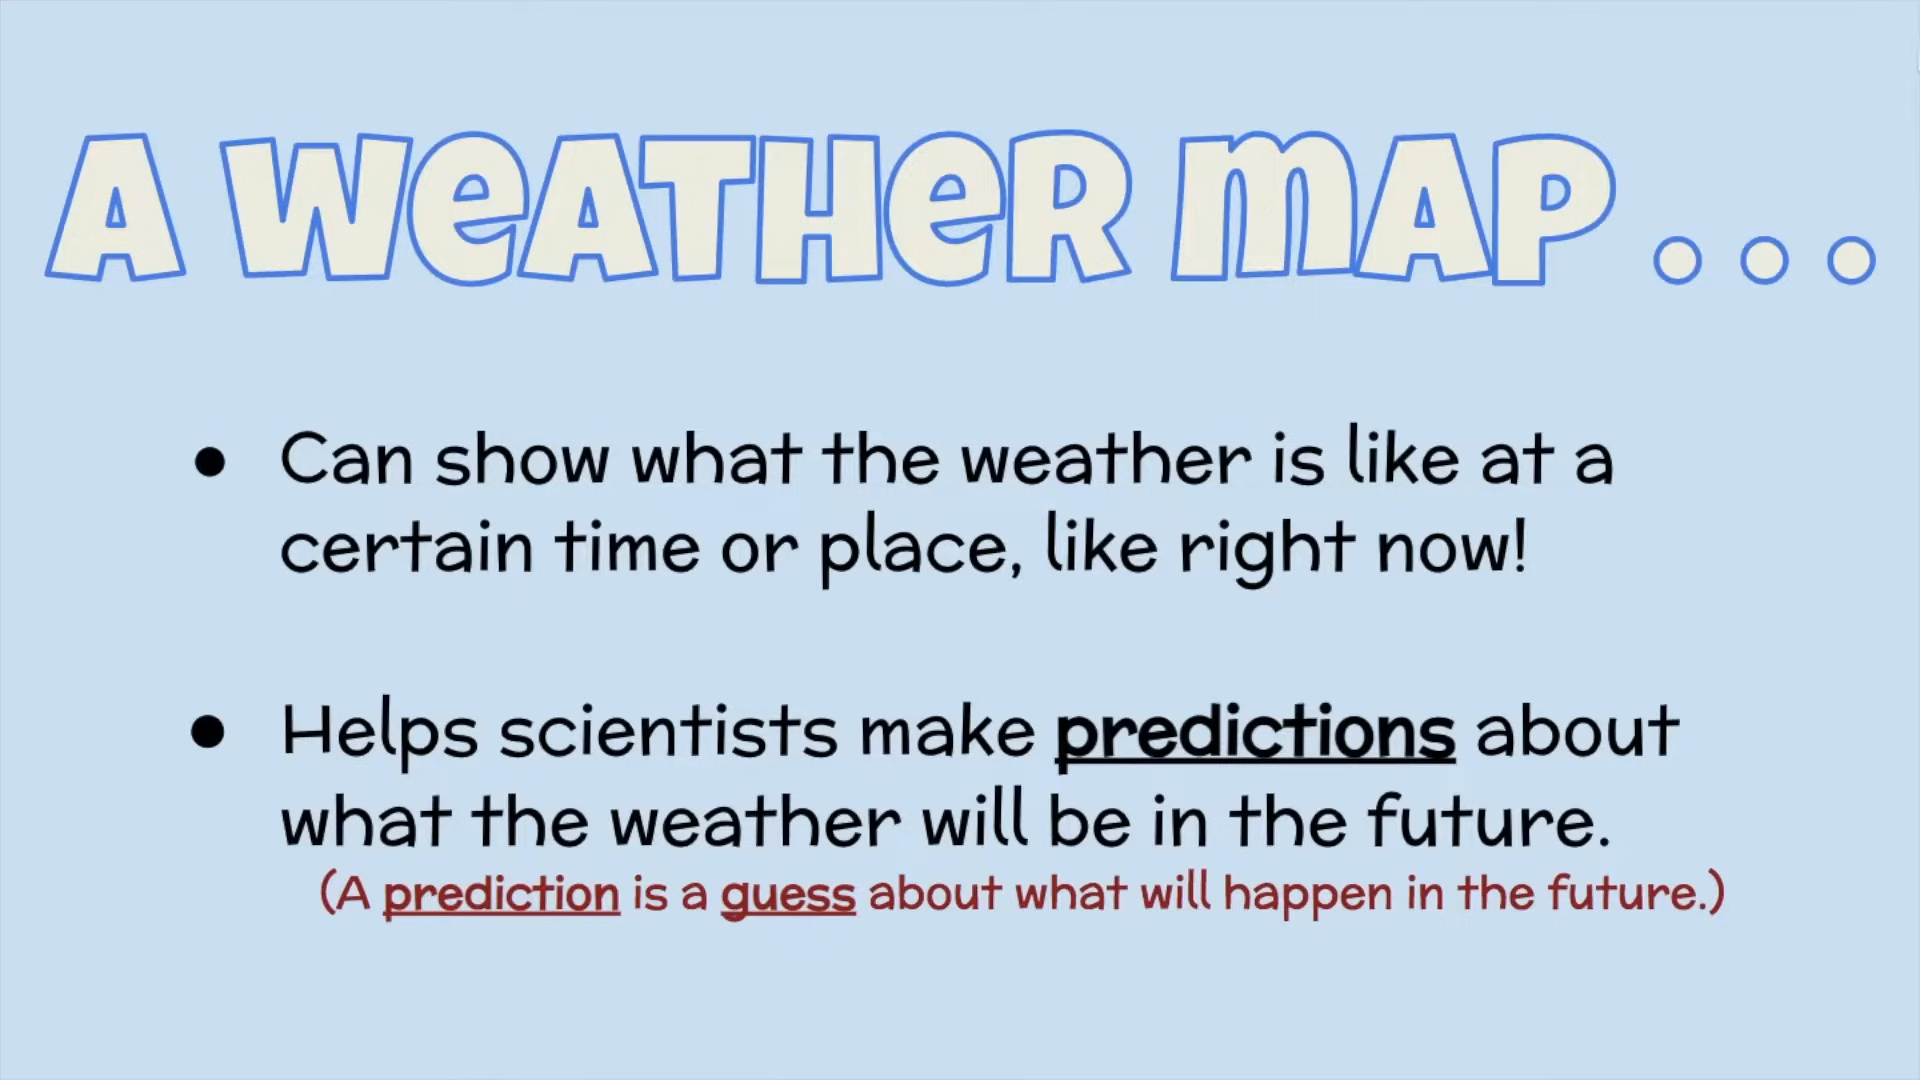 A WeATHeR mAP . . .
● Can show what the weather is like at a
certain time or place, like right now!
● Helps scientists make predictions about
what the weather will be in the future.
(A prediction is a guess about what will happen in the future.)